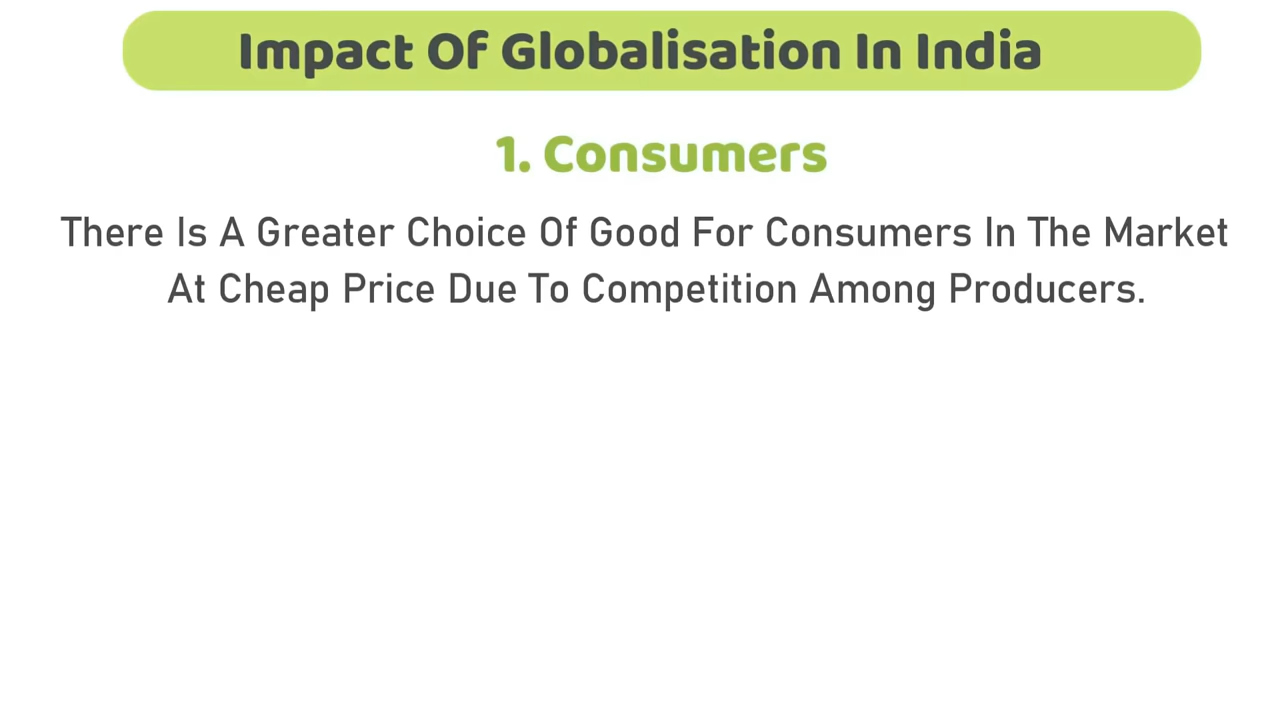 Impact Of Globalisation In India
1. Consumers
There Is A Greater Choice Of Good For Consumers In The Market
At Cheap Price Due To Competition Among Producers.